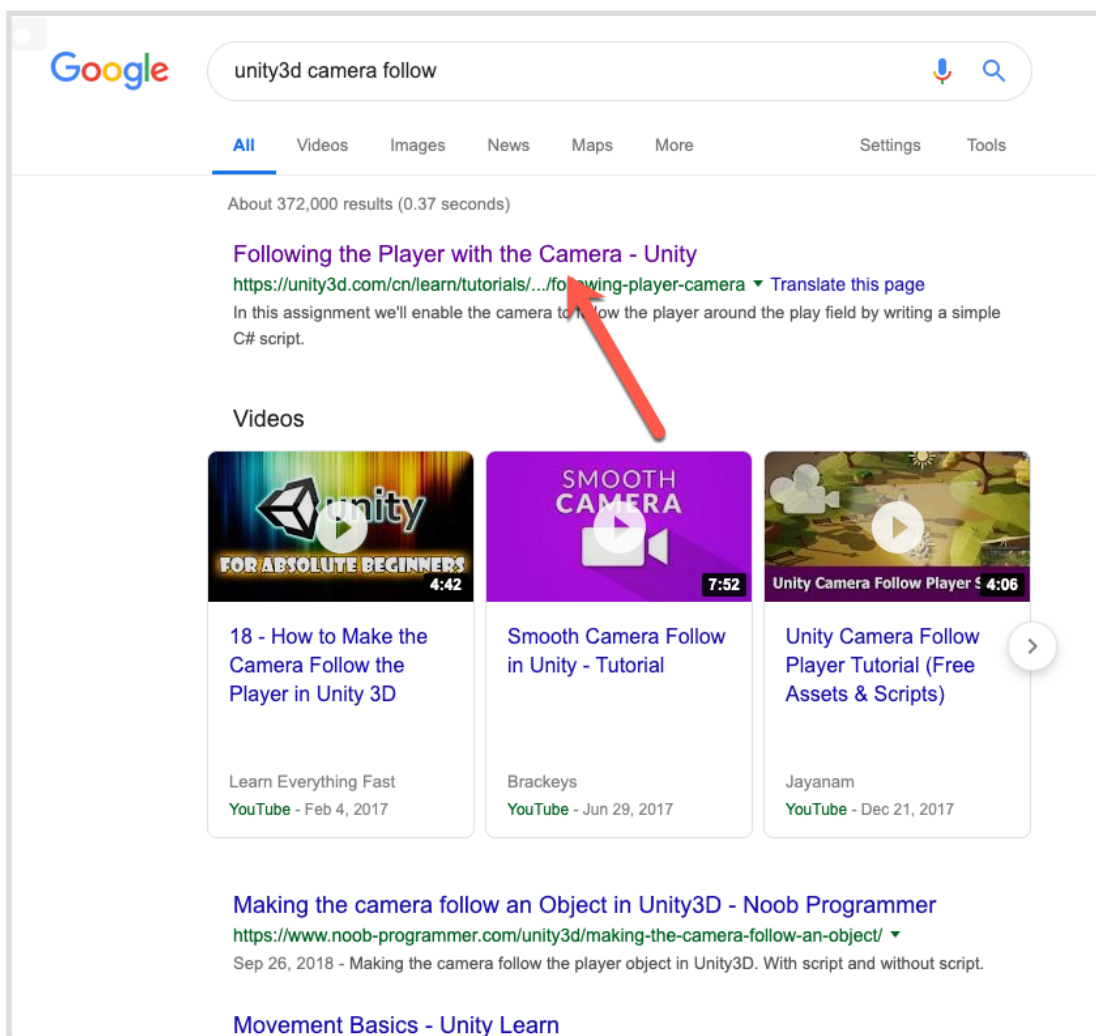 Google
unity3d camera follow
All Videos Images News Maps More Settings Tools
About 372,000 results (0.37 seconds)
Following the Player with the Camera - Unity
https://unity3d.com/cn/learn/tutorials/.../following-player-camera ▼ Translate this page
In this assignment we'll enable the camera to follow the player around the play field by writing a simple
C# script.
Videos
unity
FOR ABSOLUTE BEGINNERS
4:42
18 - How to Make the
Camera Follow the
Player in Unity 3D
Learn Everything Fast
YouTube - Feb 4, 2017
SMOOTH
CAMERA
7:52
Smooth Camera Follow
in Unity - Tutorial
Brackeys
YouTube - Jun 29, 2017
Unity Camera Follow Player S
4:06
Unity Camera Follow
Player Tutorial (Free
Assets & Scripts)
Jayanam
YouTube - Dec 21, 2017
Making the camera follow an Object in Unity3D - Noob Programmer
https://www.noob-programmer.com/unity3d/making-the-camera-follow-an-object/ ▼
Sep 26, 2018 - Making the camera follow the player object in Unity3D. With script and without script.
Movement Basics - Unity Learn